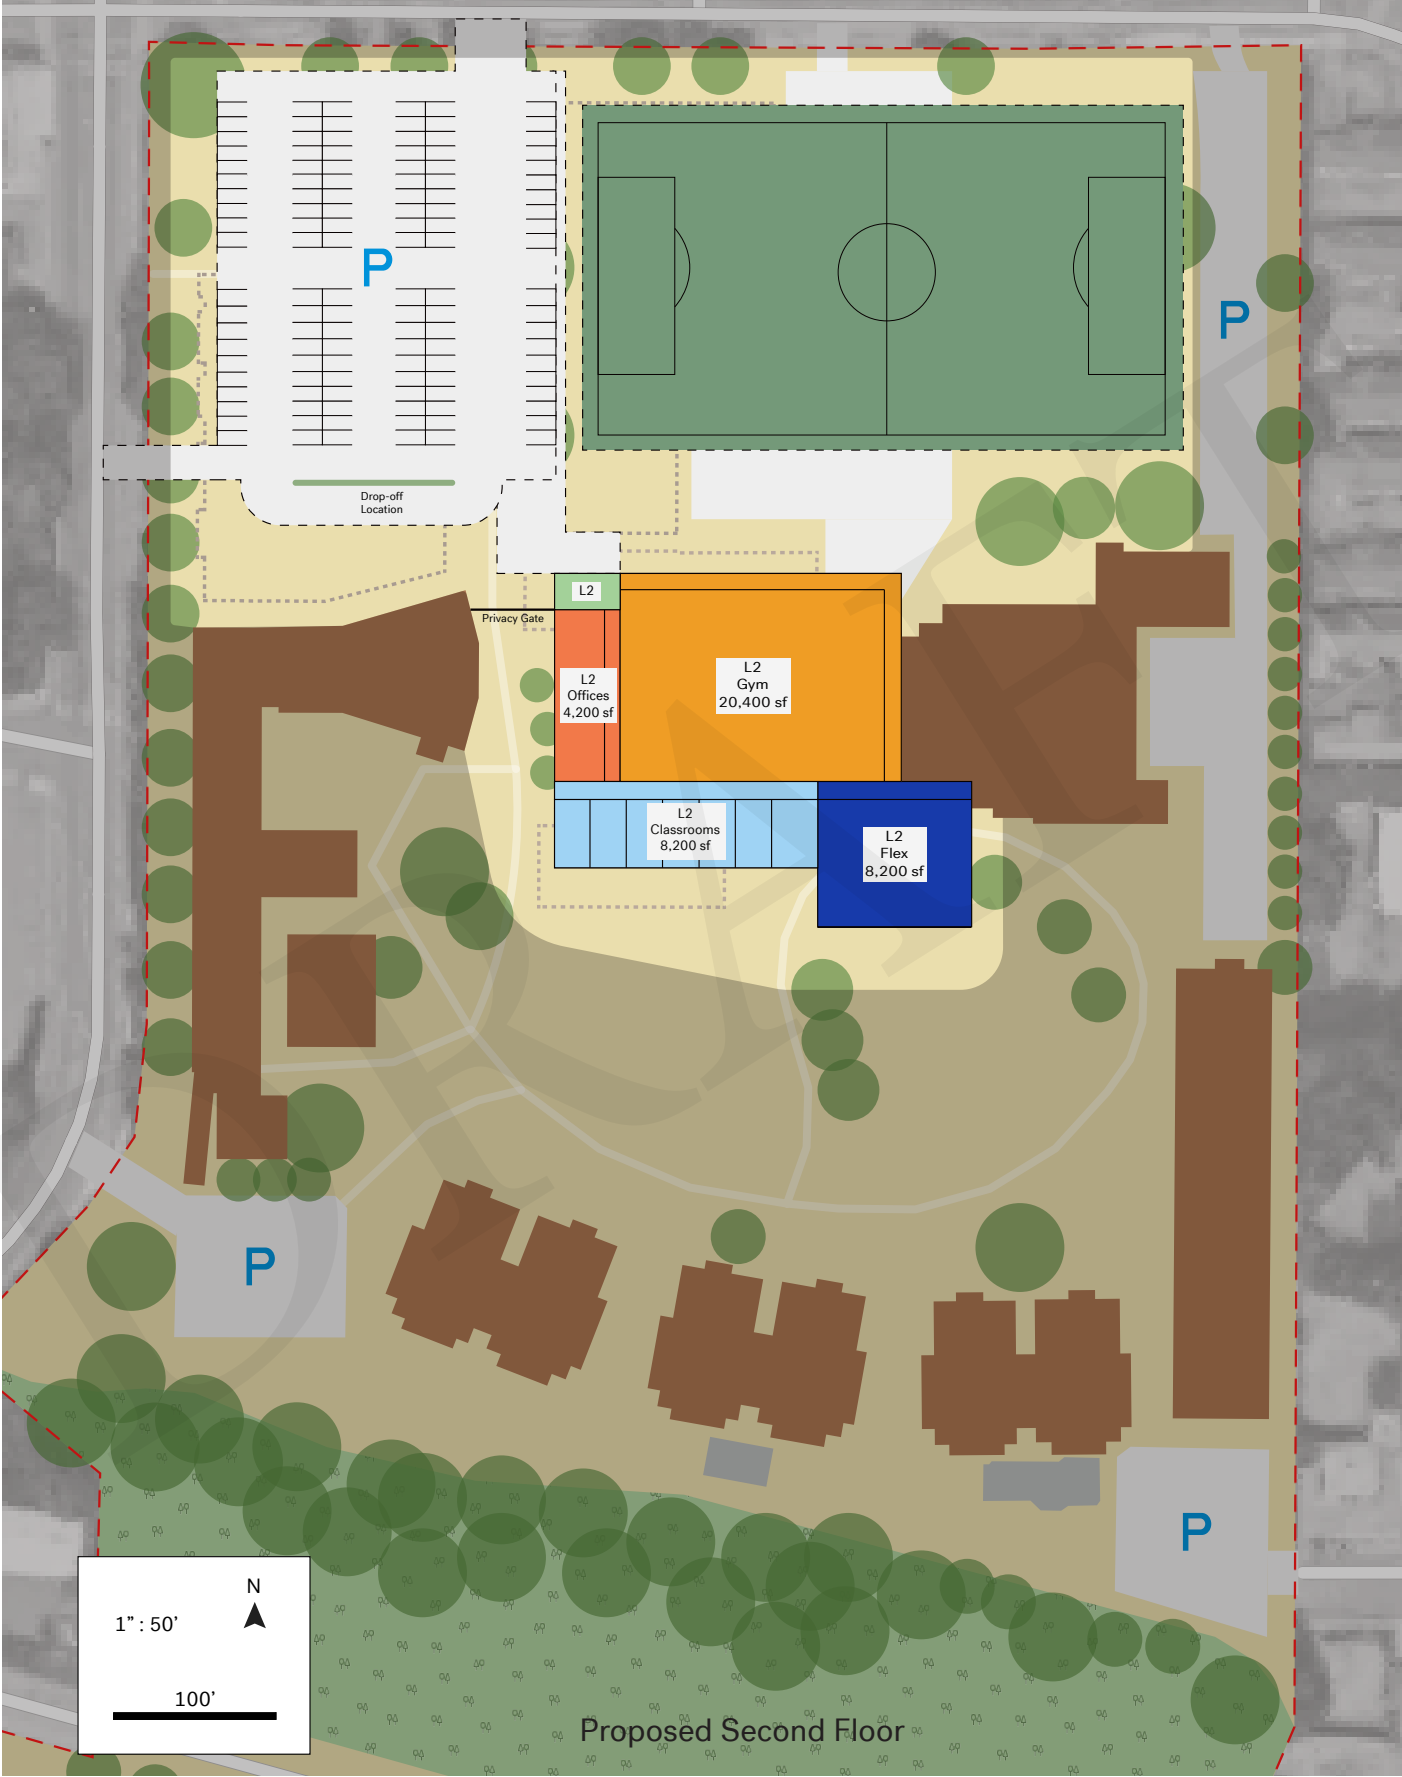 P
P
Drop-off
Location
L2
Privacy Gate
L2
Offices
4,200 sf
L2
Gym
20,400 sf
L2
Classrooms
8,200 sf
L2
Flex
8,200 sf
P
P
N
1” : 50’
100’
Proposed Second Floor
DRAFT